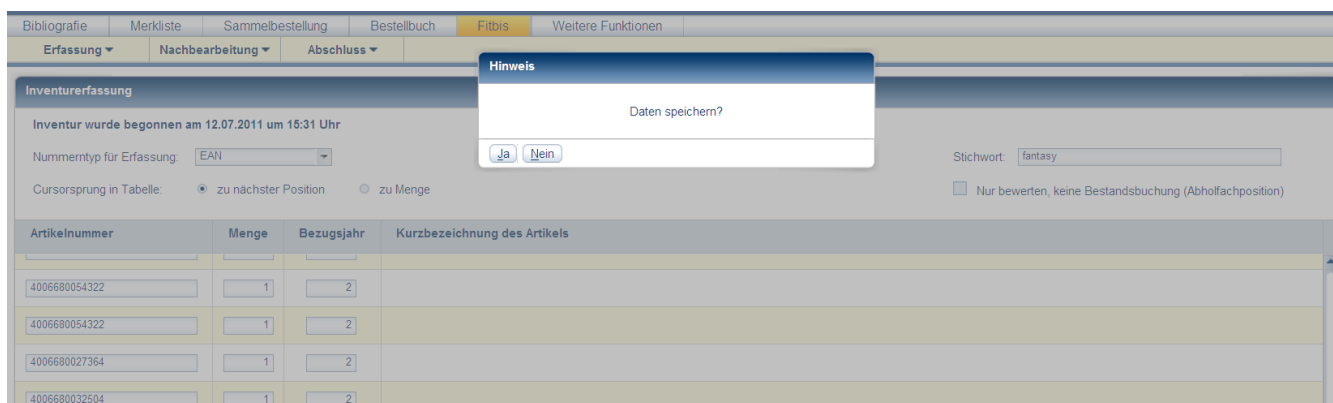 Bibliografie Merkliste Sammelbestellung Bestellbuch Fitbis Weitere Funktionen
Erfassung Nachbearbeitung Abschluss
Hinweis
Daten speichern?
Ja Nein
Inventurerfassung
Inventur wurde begonnen am 12.07.2011 um 15:31 Uhr
Nummerntyp für Erfassung: EAN Stichwort: fantasy
Cursorsprung in Tabelle: zu nächster Position zu Menge Nur bewerten, keine Bestandsbuchung (Abholfachposition)
Artikelnummer Menge Bezugsjahr Kurzbezeichnung des Artikels
4006680054322 1 2
4006680054322 1 2
4006680027364 1 2
4006680032504 1 2